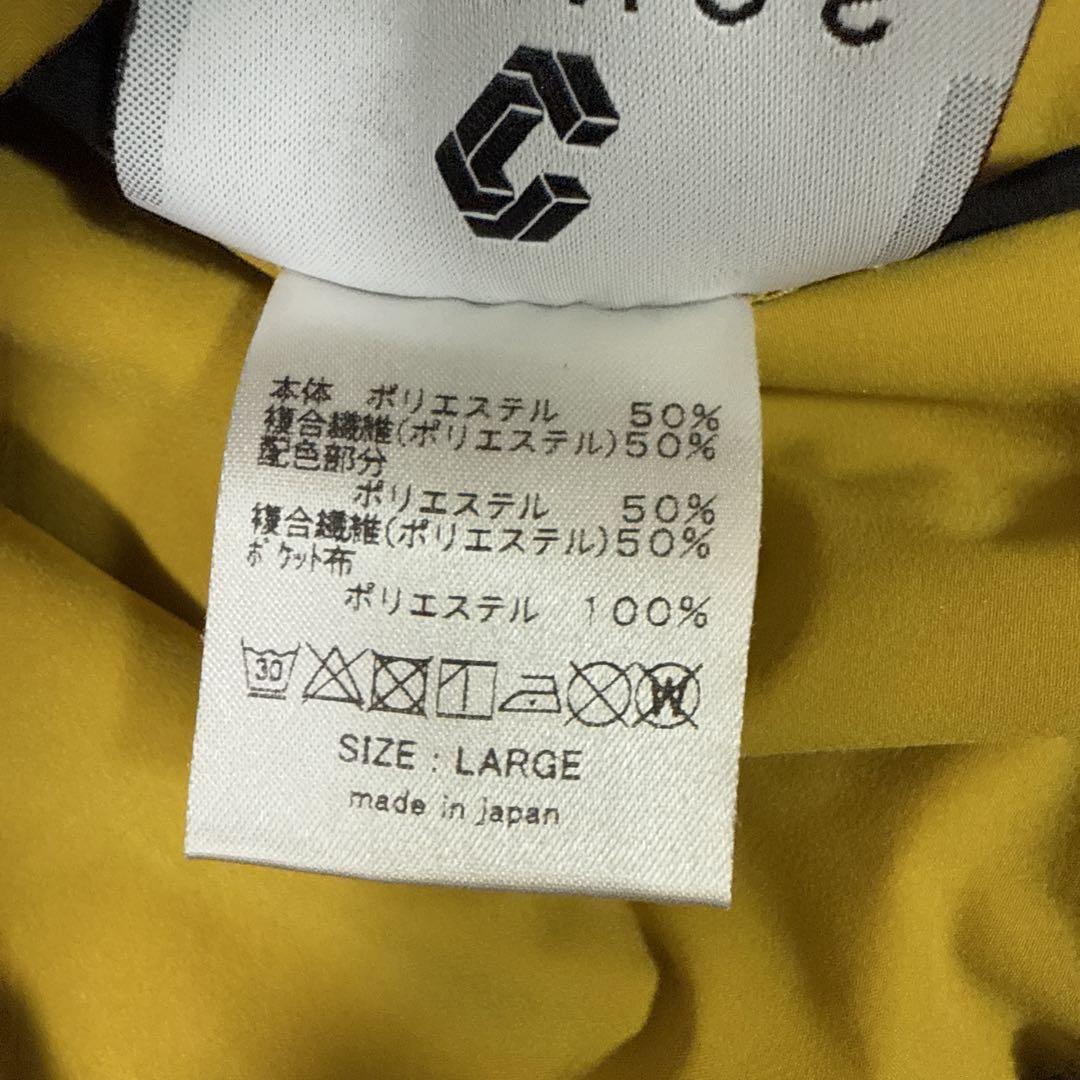 本体 ポリエステル 50%
複合繊維(ポリエステル)50%
配色部分
ポリエステル 50%
複合繊維(ポリエステル)50%
ポケット布
ポリエステル 100%
30 W
SIZE : LARGE
made in japan